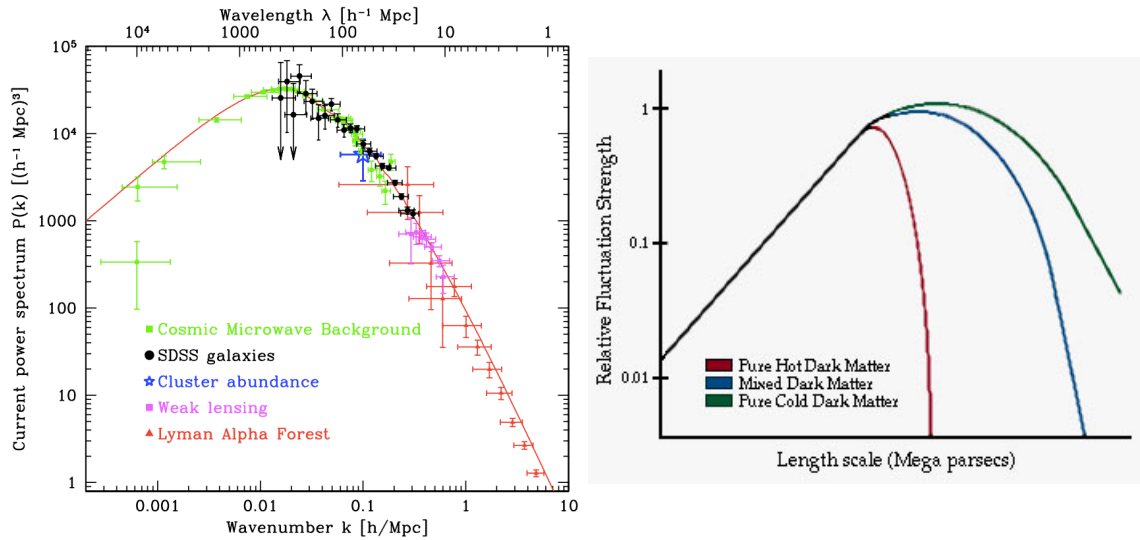 Wavelength λ [h⁻¹ Mpc]
10⁴ 1000 100 10 1
Current power spectrum P(k) [(h⁻¹ Mpc)³]
10⁵
10⁴
1000
100
10
1
Cosmic Microwave Background
SDSS galaxies
Cluster abundance
Weak lensing
Lyman Alpha Forest
0.001 0.01 0.1 1 10
Wavenumber k [h/Mpc]
Relative Fluctuation Strength
1
0.1
0.01
Pure Hot Dark Matter
Mixed Dark Matter
Pure Cold Dark Matter
Length scale (Mega parsecs)